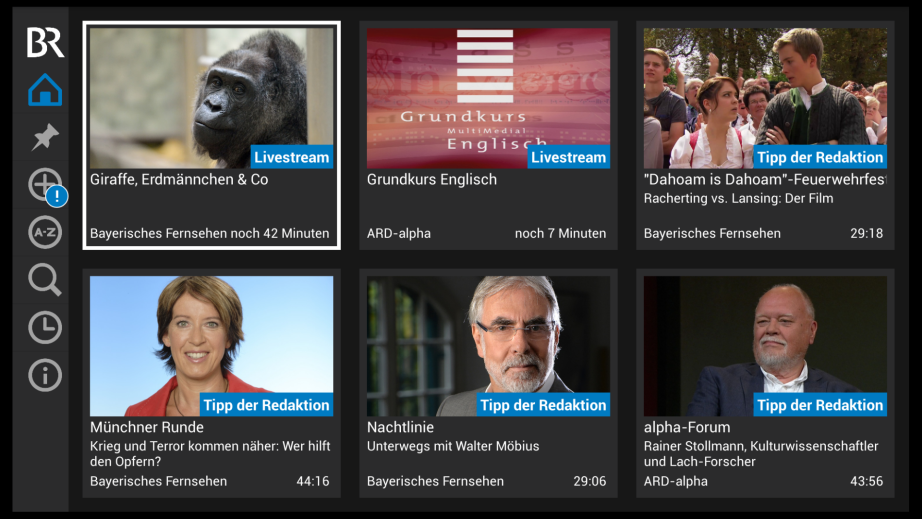 BR
Livestream
Giraffe, Erdmännchen & Co
Bayerisches Fernsehen noch 42 Minuten
Grundkurs
MultiMedial
Englisch
Livestream
Grundkurs Englisch
ARD-alpha noch 7 Minuten
Tipp der Redaktion
"Dahoam is Dahoam"-Feuerwehrfes
Racherting vs. Lansing: Der Film
Bayerisches Fernsehen 29:18
!
A-Z
Tipp der Redaktion
Münchner Runde
Krieg und Terror kommen näher: Wer hilft
den Opfern?
Bayerisches Fernsehen 44:16
Tipp der Redaktion
Nachtlinie
Unterwegs mit Walter Möbius
Bayerisches Fernsehen 29:06
Tipp der Redaktion
alpha-Forum
Rainer Stollmann, Kulturwissenschaftler
und Lach-Forscher
ARD-alpha 43:56